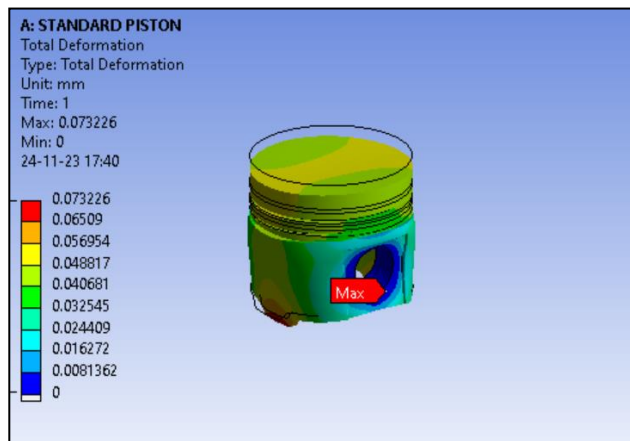 A: STANDARD PISTON
Total Deformation
Type: Total Deformation
Unit: mm
Time: 1
Max: 0.073226
Min: 0
24-11-23 17:40
0.073226
0.06509
0.056954
0.048817
0.040681
0.032545
0.024409
0.016272
0.0081362
0
Max